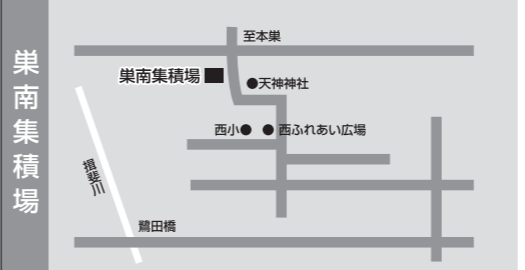 巣南集積場
至本巣
巣南集積場
●天神神社
西小● ●西ふれあい広場
揖斐川
鷺田橋